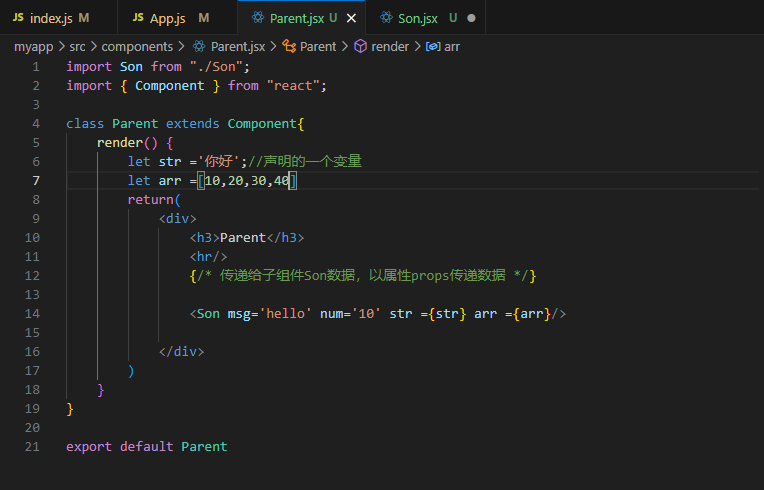 JS index.js M JS App.js M Parent.jsx U × Son.jsx U ●
myapp > src > components > Parent.jsx > Parent > render > arr
1 import Son from "./Son";
2 import { Component } from "react";
3
4 class Parent extends Component{
5 render() {
6 let str ='你好';//声明的一个变量
7 let arr =[10,20,30,40]
8 return(
9 <div>
10 <h3>Parent</h3>
11 <hr/>
12 {/* 传递给子组件Son数据，以属性props传递数据 */}
13
14 <Son msg='hello' num='10' str ={str} arr ={arr}/>
15
16 </div>
17 )
18 }
19 }
20
21 export default Parent